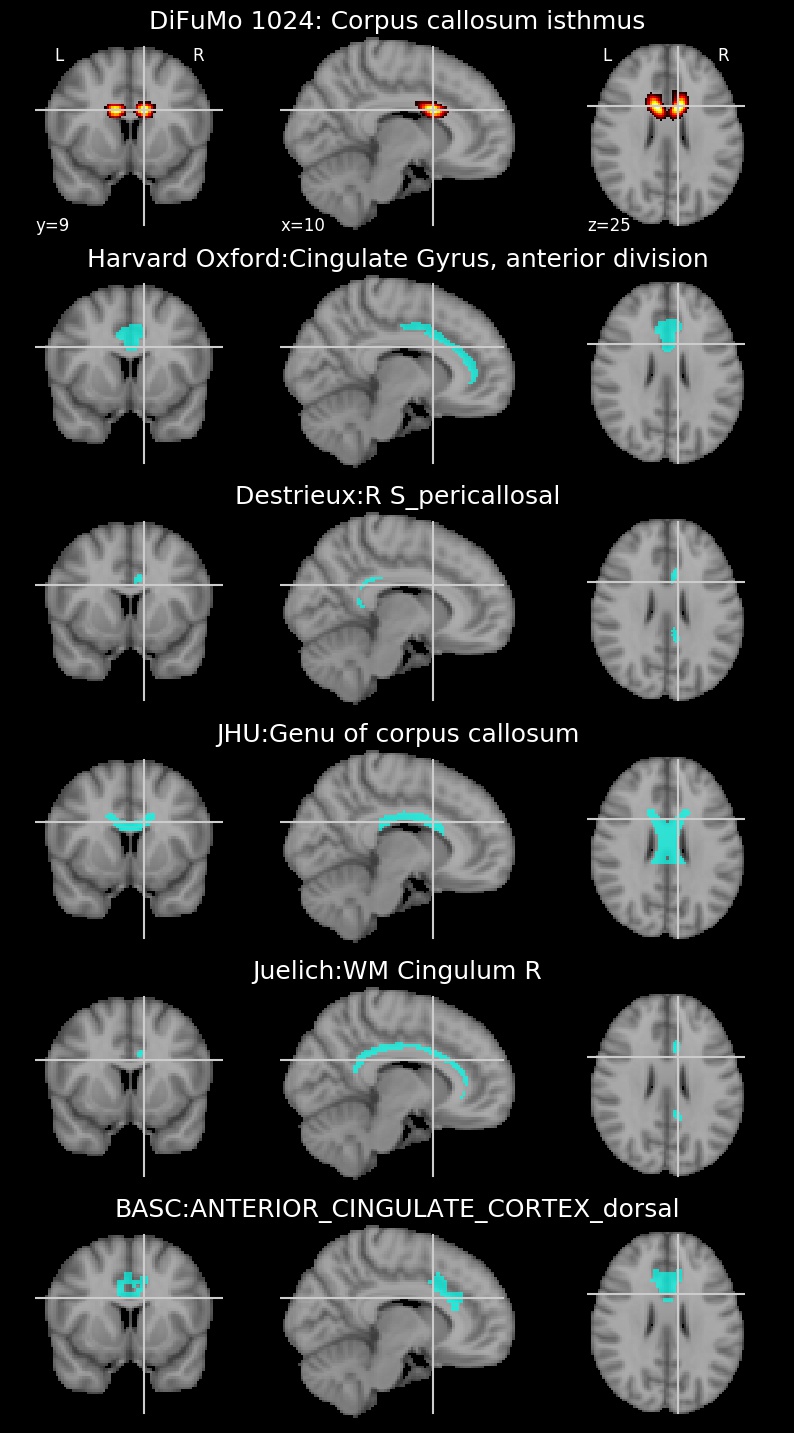 DiFuMo 1024: Corpus callosum isthmus
L R L R
y=9 x=10 z=25
Harvard Oxford:Cingulate Gyrus, anterior division
Destrieux:R S_pericallosal
JHU:Genu of corpus callosum
Juelich:WM Cingulum R
BASC:ANTERIOR_CINGULATE_CORTEX_dorsal